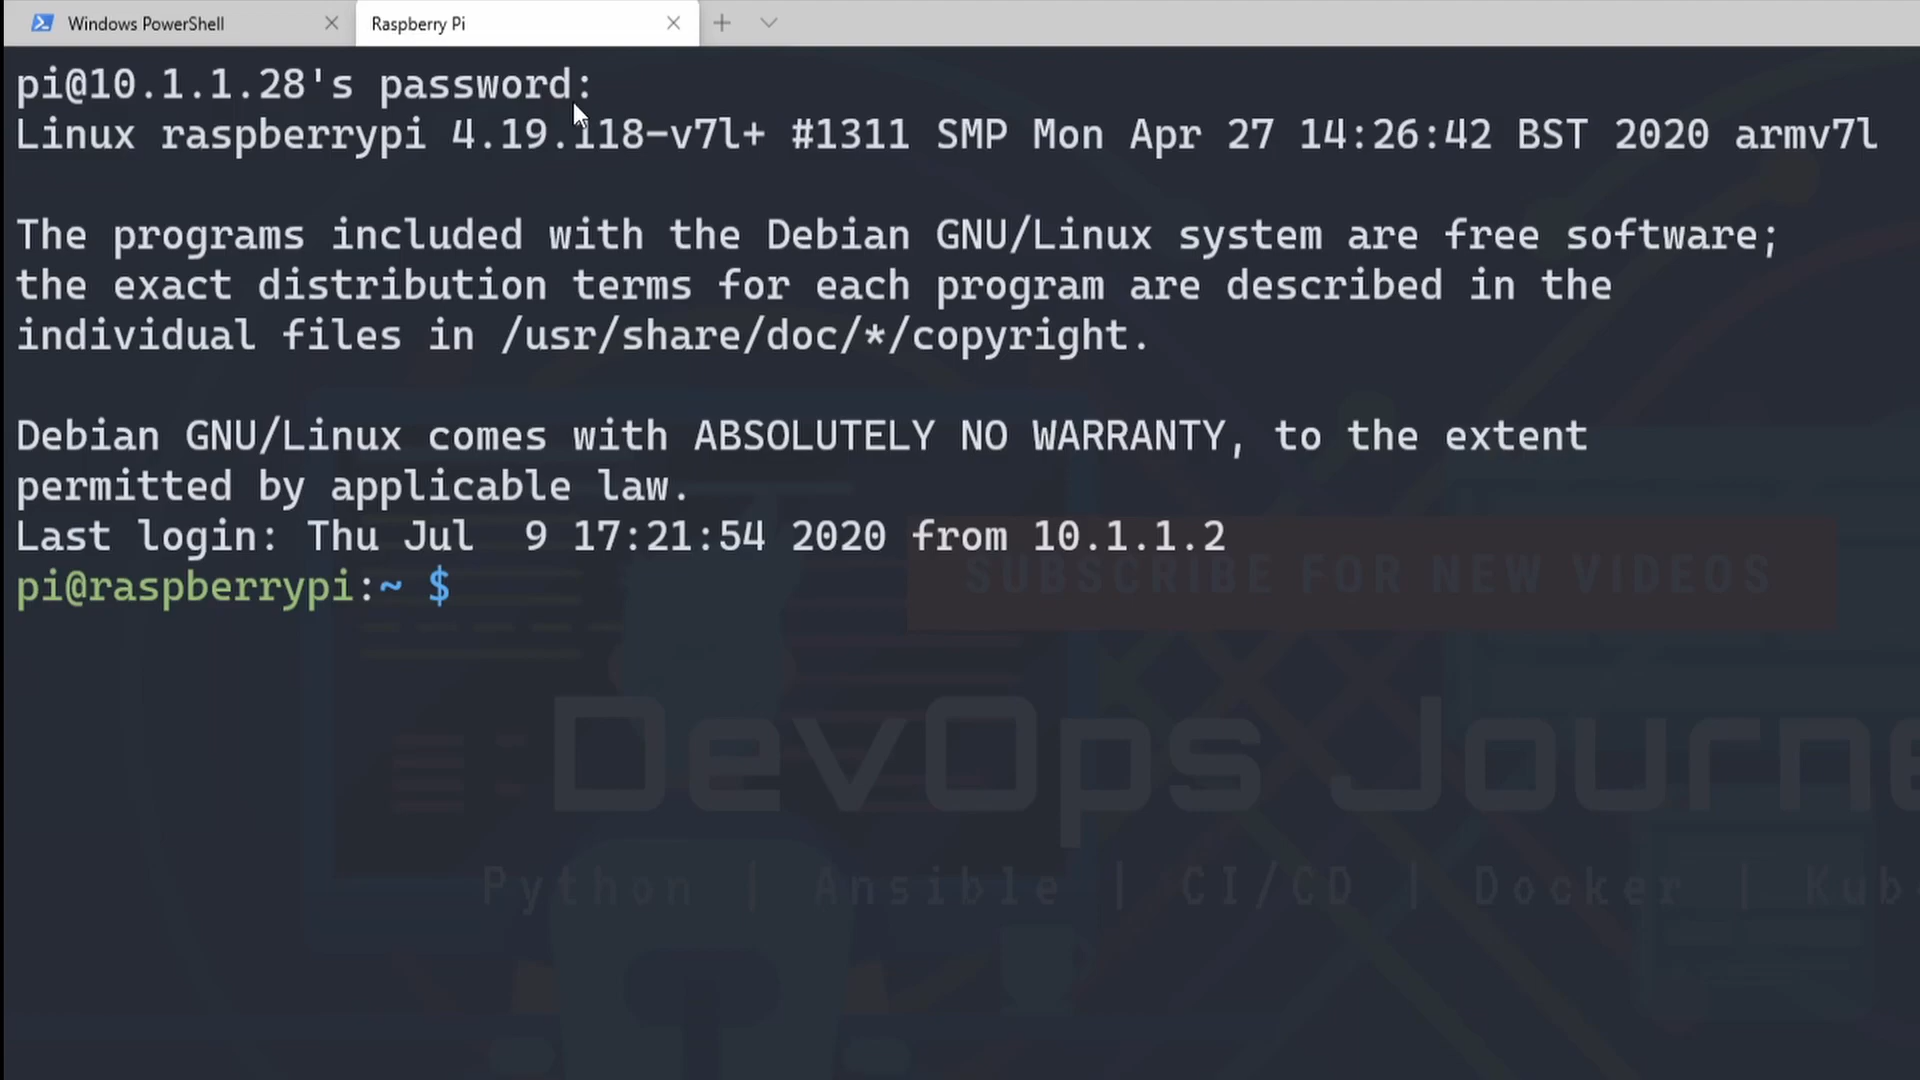 Windows PowerShell
Raspberry Pi
pi@10.1.1.28's password:
Linux raspberrypi 4.19.118-v7l+ #1311 SMP Mon Apr 27 14:26:42 BST 2020 armv7l
The programs included with the Debian GNU/Linux system are free software;
the exact distribution terms for each program are described in the
individual files in /usr/share/doc/*/copyright.
Debian GNU/Linux comes with ABSOLUTELY NO WARRANTY, to the extent
permitted by applicable law.
Last login: Thu Jul  9 17:21:54 2020 from 10.1.1.2
pi@raspberrypi:~ $
SUBSCRIBE FOR NEW VIDEOS
DevOps Journe
Python | Ansible | CI/CD | Docker | Kub